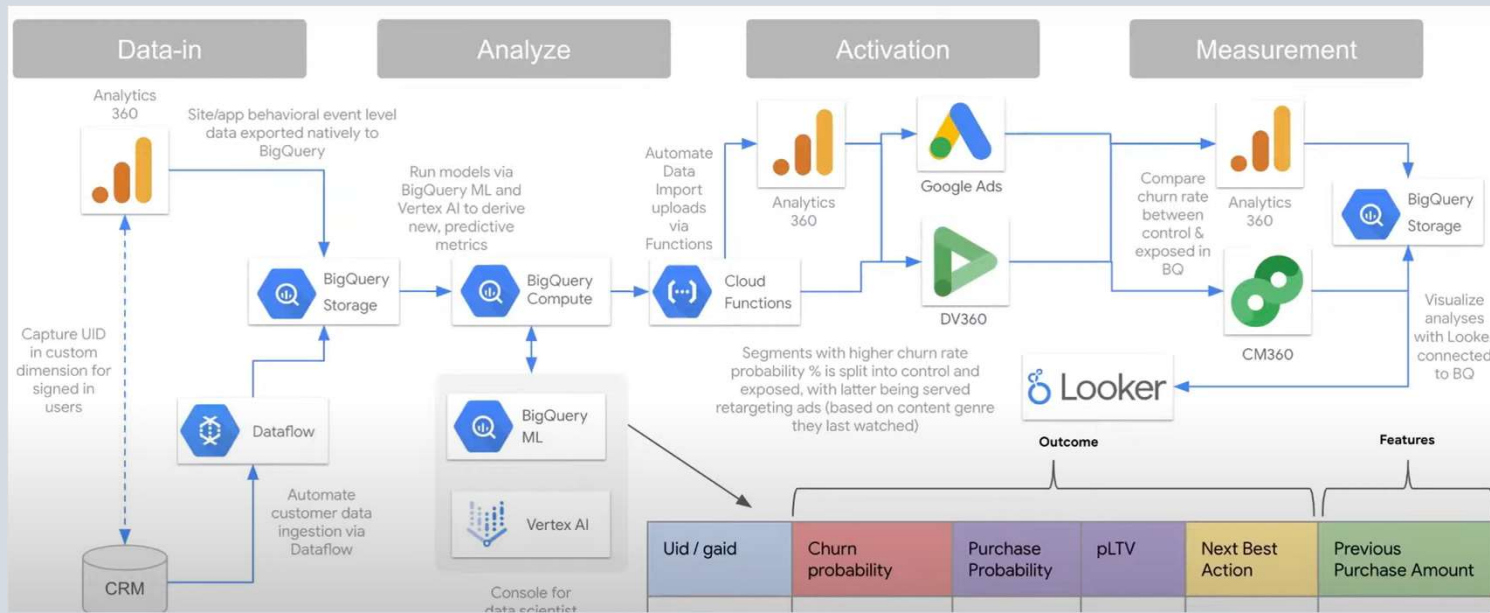 Data-in
Analyze
Activation
Measurement
Analytics
360
Site/app behavioral event level
data exported natively to
BigQuery
Capture UID
in custom
dimension for
signed in
users
BigQuery
Storage
Dataflow
Automate
customer data
ingestion via
Dataflow
CRM
Run models via
BigQuery ML and
Vertex AI to derive
new, predictive
metrics
BigQuery
Compute
BigQuery
ML
Vertex AI
Console for
data scientist
Automate
Data
Import
uploads
via
Functions
Cloud
Functions
Analytics
360
Google Ads
DV360
Segments with higher churn rate
probability % is split into control and
exposed, with latter being served
retargeting ads (based on content genre
they last watched)
Compare
churn rate
between
control &
exposed in
BQ
Analytics
360
CM360
BigQuery
Storage
Visualize
analyses
with Looke
connected
to BQ
Looker
Outcome
Features
Uid / gaid
Churn
probability
Purchase
Probability
pLTV
Next Best
Action
Previous
Purchase Amount